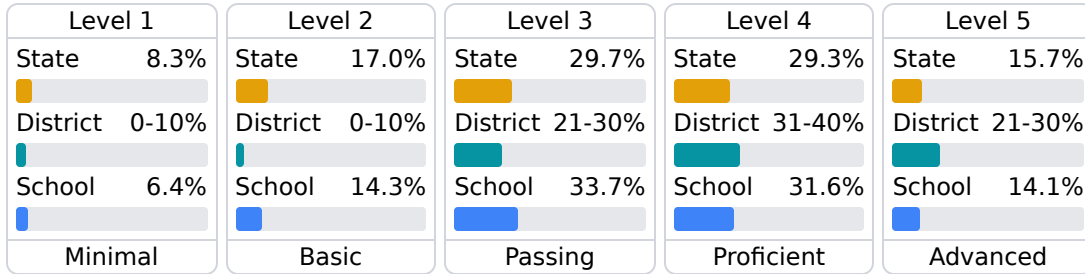 Level 1
State 8.3%
District 0-10%
School 6.4%
Minimal
Level 2
State 17.0%
District 0-10%
School 14.3%
Basic
Level 3
State 29.7%
District 21-30%
School 33.7%
Passing
Level 4
State 29.3%
District 31-40%
School 31.6%
Proficient
Level 5
State 15.7%
District 21-30%
School 14.1%
Advanced